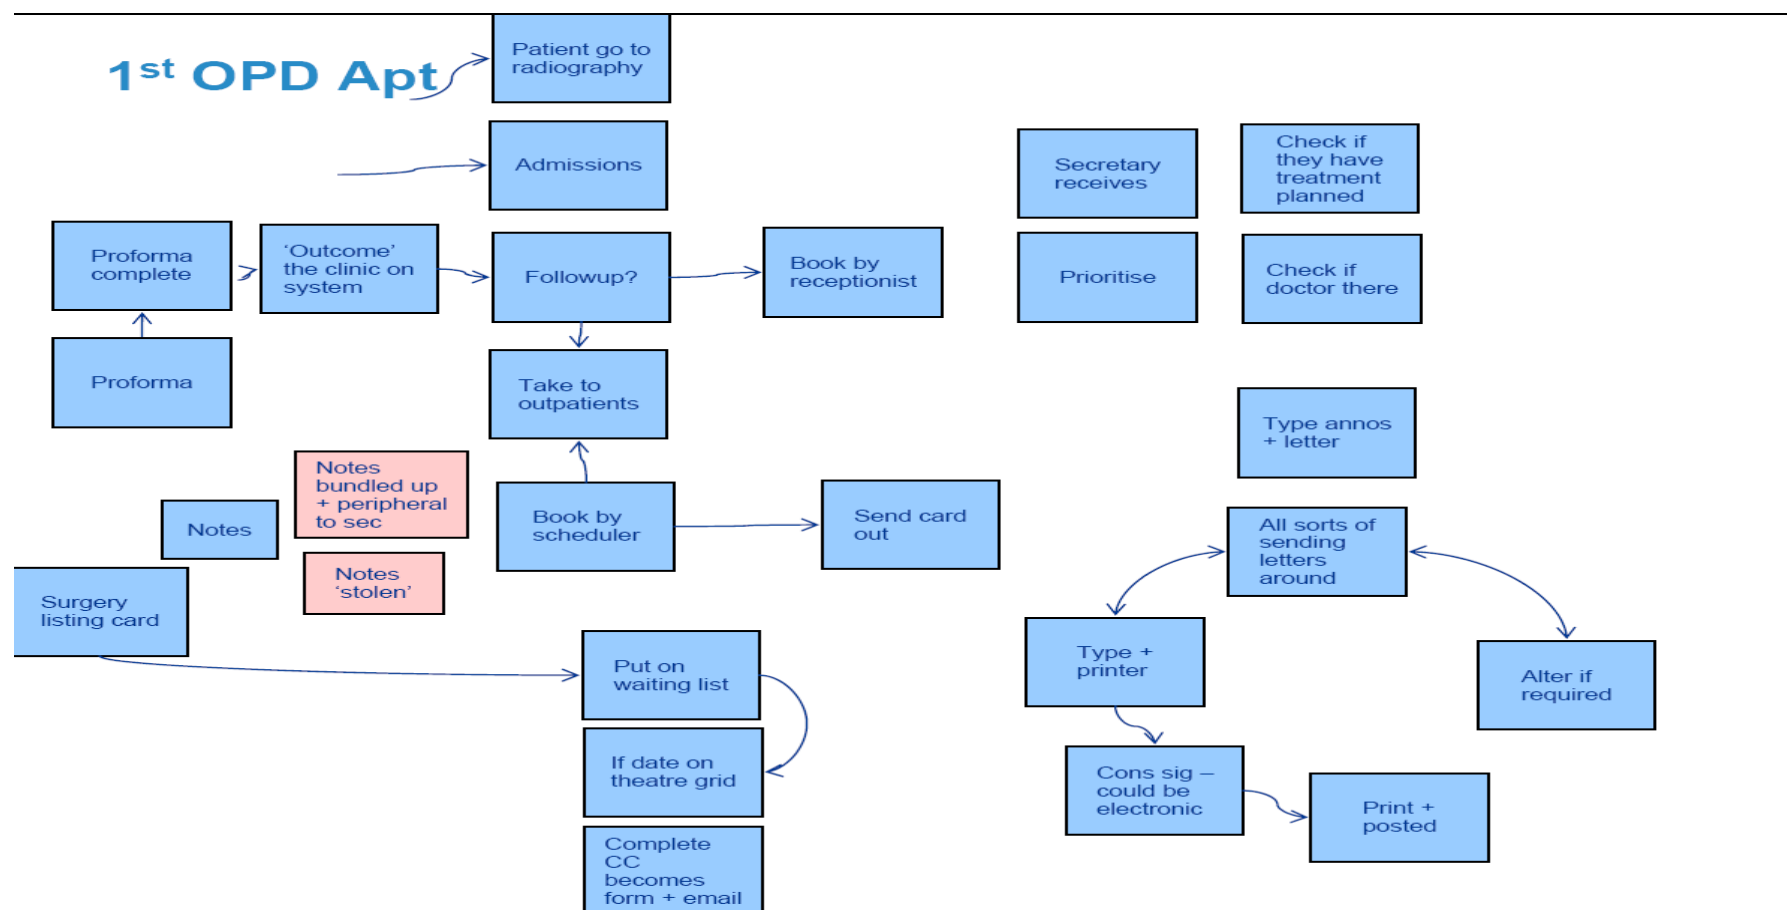 1st OPD Apt
Patient go to
radiography
Admissions
Secretary
receives
Check if
they have
treatment
planned
Proforma
complete
‘Outcome’
the clinic on
system
Followup?
Book by
receptionist
Prioritise
Check if
doctor there
Proforma
Take to
outpatients
Type annos
+ letter
Notes
bundled up
+ peripheral
to sec
Notes
Book by
scheduler
Send card
out
All sorts of
sending
letters
around
Notes
‘stolen’
Surgery
listing card
Put on
waiting list
Type +
printer
Alter if
required
If date on
theatre grid
Cons sig –
could be
electronic
Print +
posted
Complete
CC
becomes
form + email